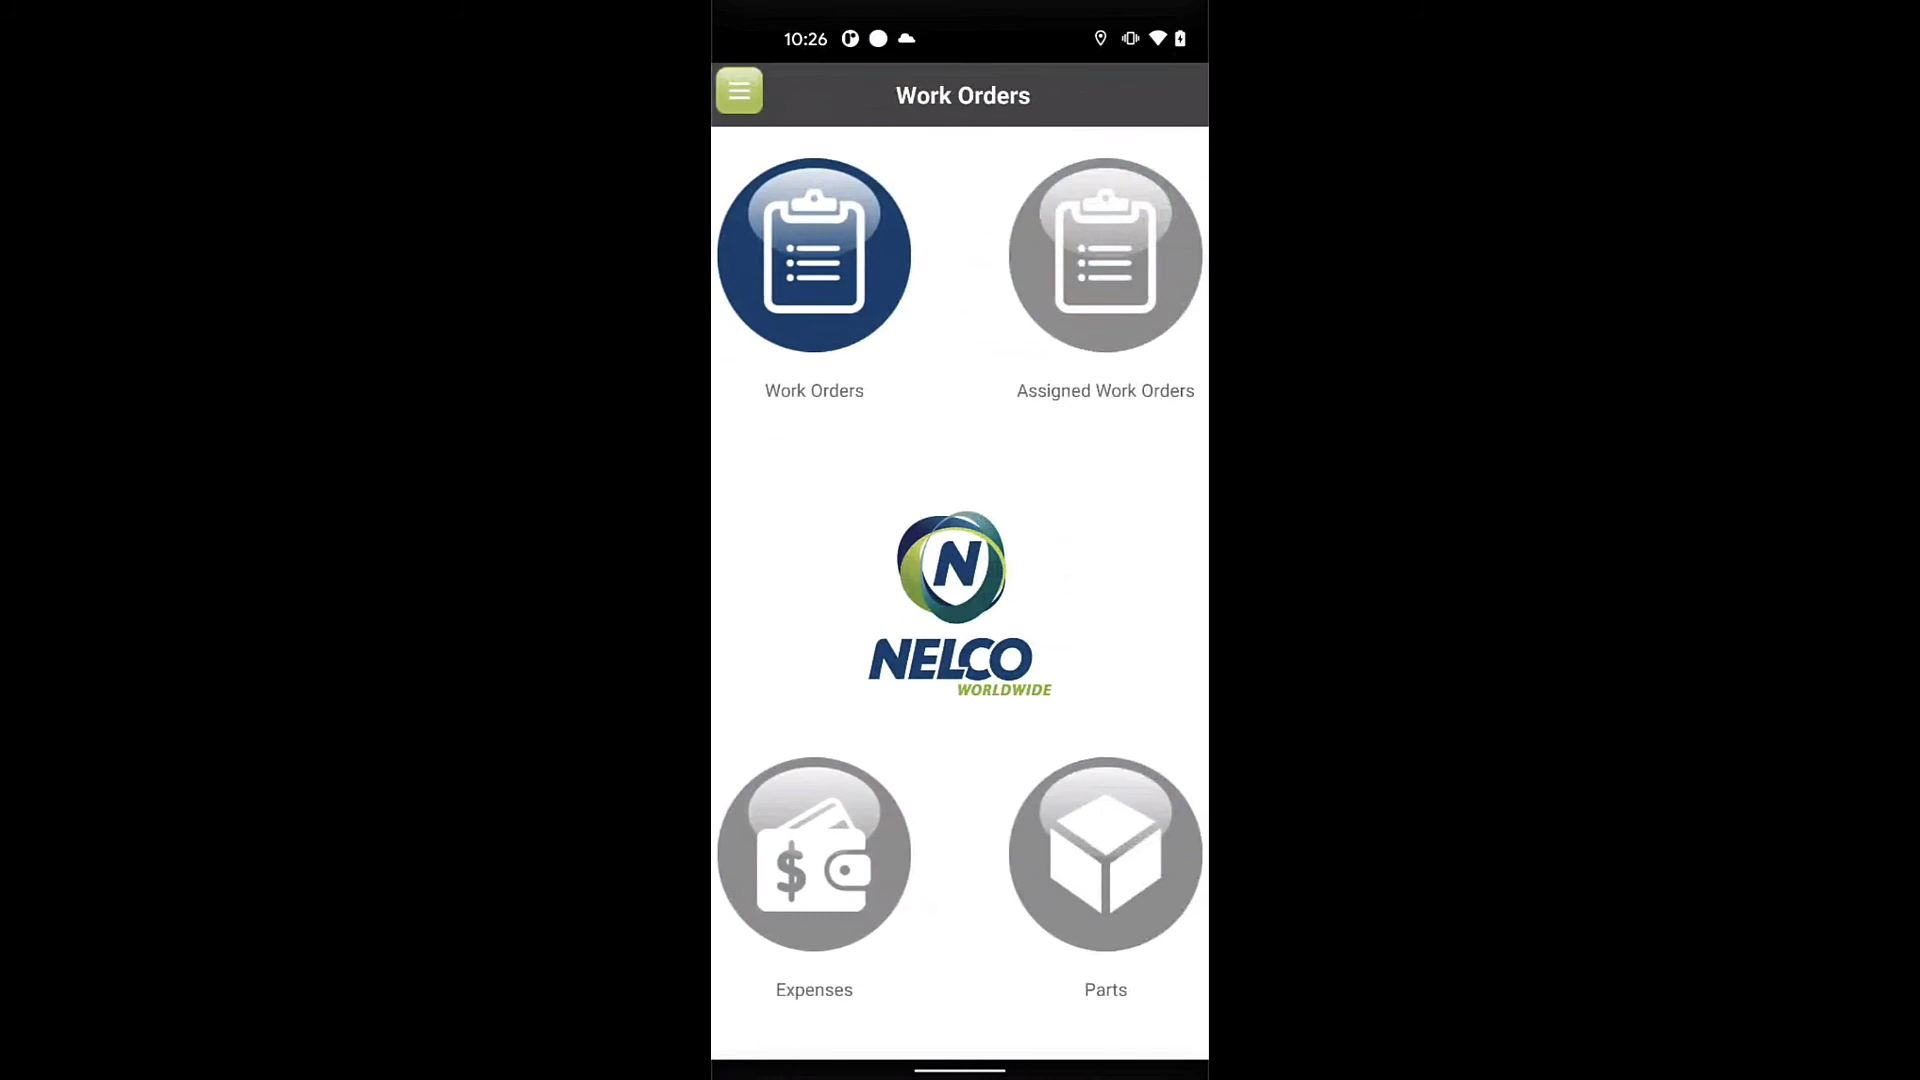 10:26
Work Orders
Work Orders
Assigned Work Orders
N
NELCO
WORLDWIDE
$
Expenses
Parts